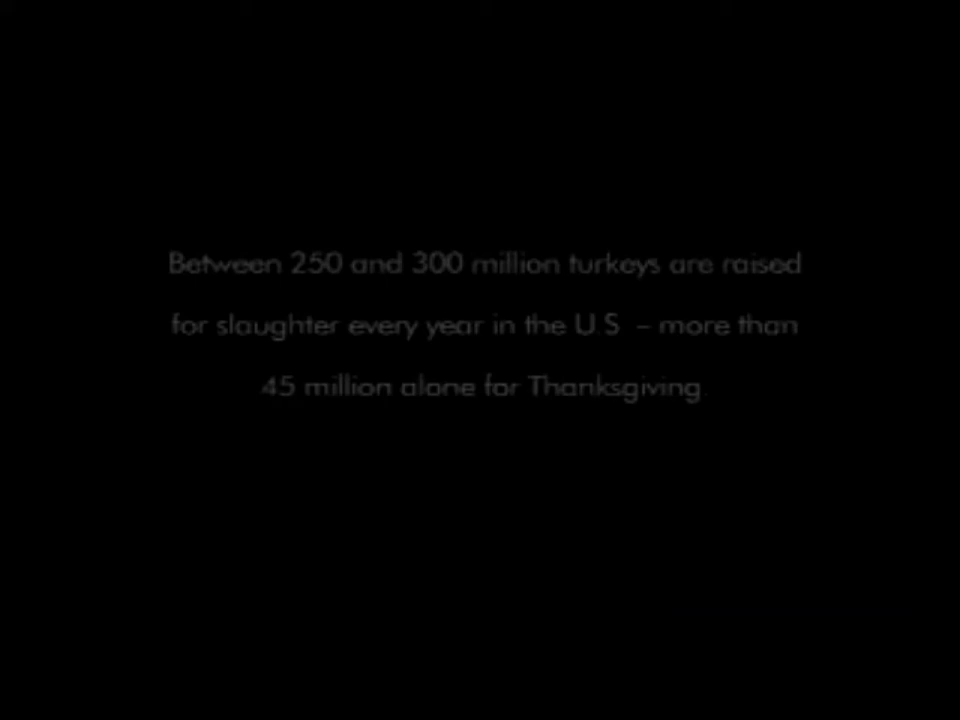 Between 250 and 300 million turkeys are raised
for slaughter every year in the U.S. – more than
45 million alone for Thanksgiving.